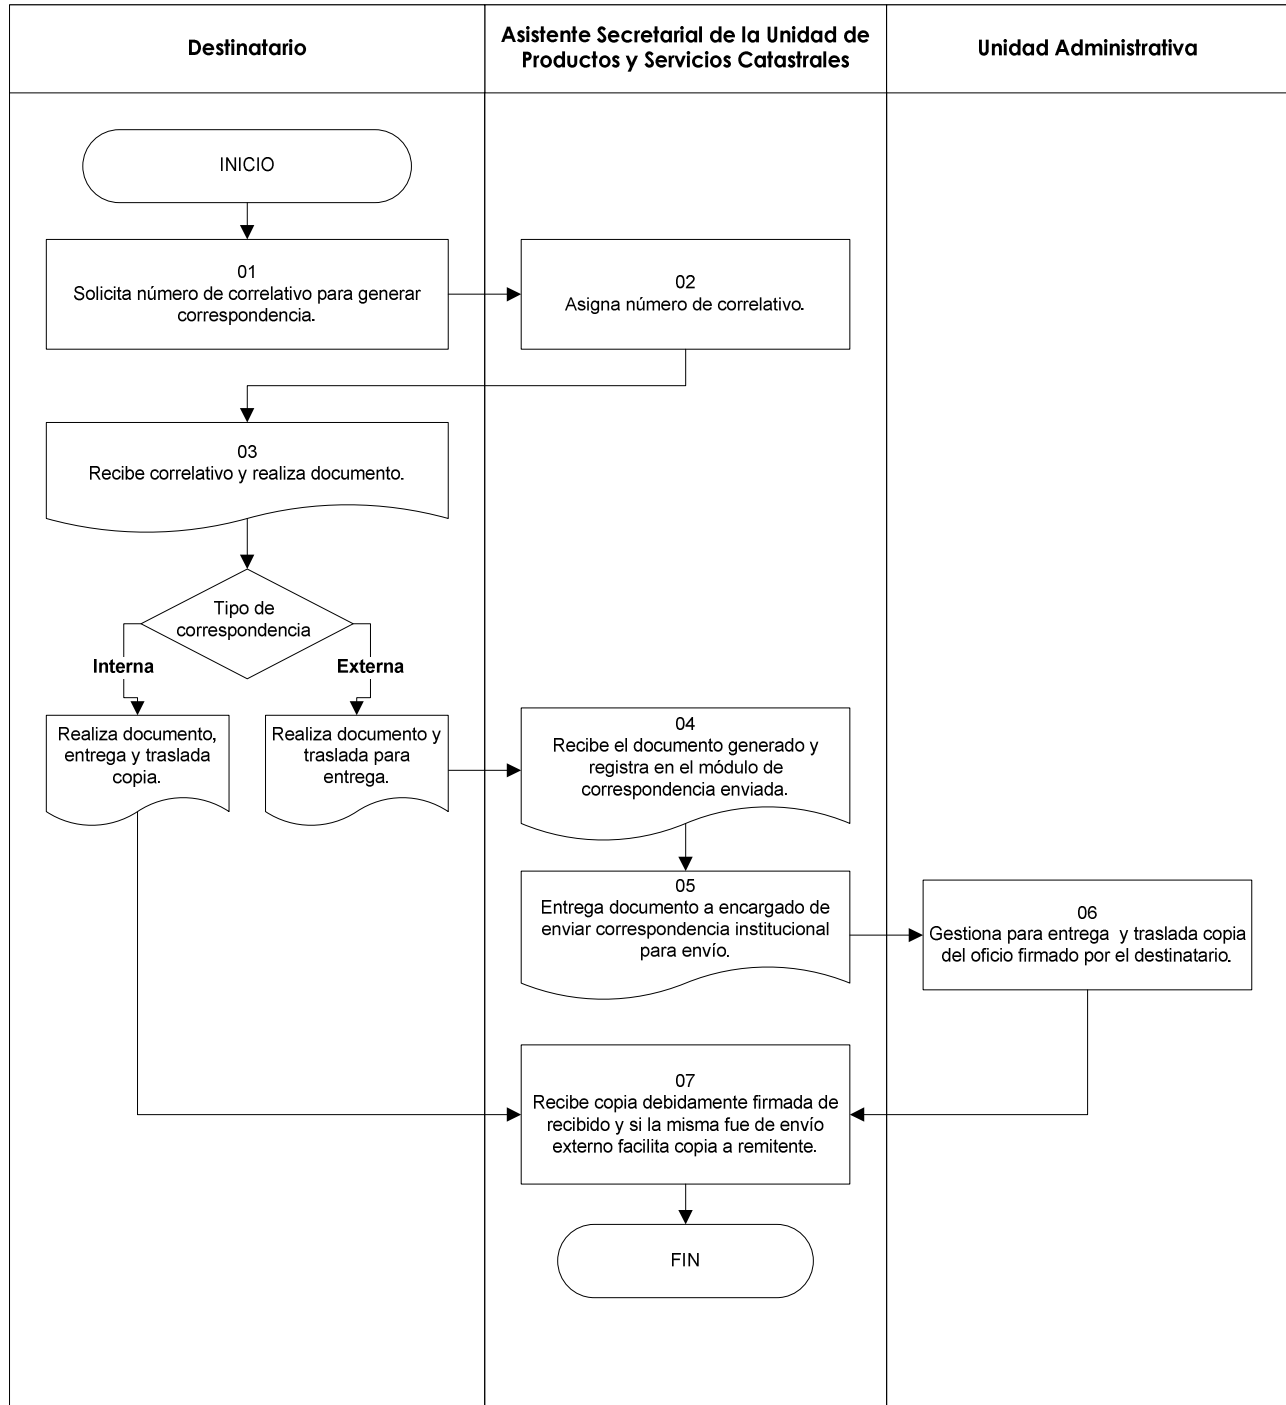 Destinatario
Asistente Secretarial de la Unidad de
Productos y Servicios Catastrales
Unidad Administrativa
INICIO
01
Solicita número de correlativo para generar
correspondencia.
02
Asigna número de correlativo.
03
Recibe correlativo y realiza documento.
Tipo de
correspondencia
Interna
Externa
Realiza documento,
entrega y traslada
copia.
Realiza documento y
traslada para
entrega.
04
Recibe el documento generado y
registra en el módulo de
correspondencia enviada.
05
Entrega documento a encargado de
enviar correspondencia institucional
para envío.
06
Gestiona para entrega y traslada copia
del oficio firmado por el destinatario.
07
Recibe copia debidamente firmada de
recibido y si la misma fue de envío
externo facilita copia a remitente.
FIN